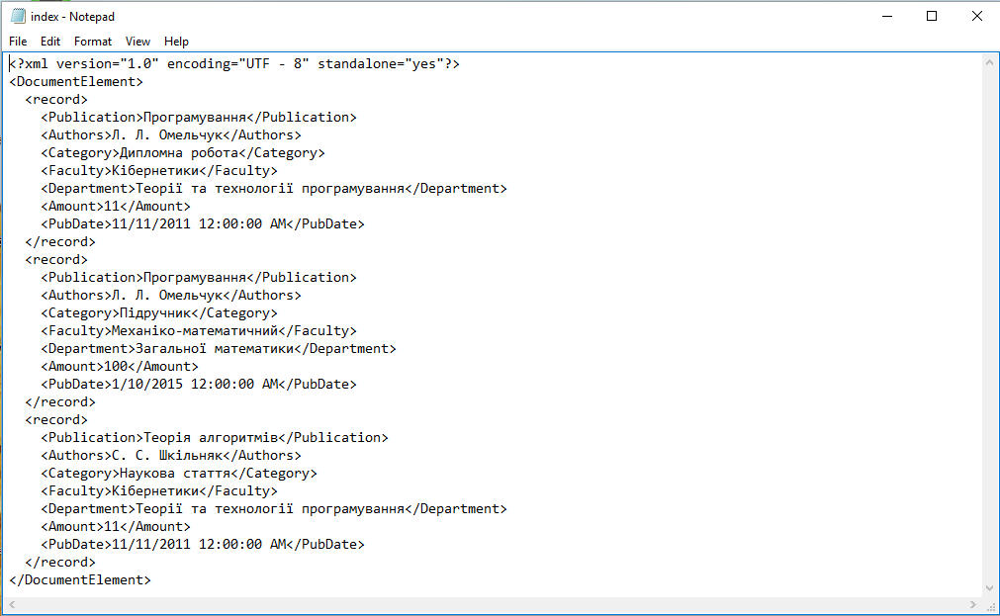 index - Notepad
File Edit Format View Help
<?xml version="1.0" encoding="UTF - 8" standalone="yes"?>
<DocumentElement>
  <record>
    <Publication>Програмування</Publication>
    <Authors>Л. Л. Омельчук</Authors>
    <Category>Дипломна робота</Category>
    <Faculty>Кібернетики</Faculty>
    <Department>Теорії та технології програмування</Department>
    <Amount>11</Amount>
    <PubDate>11/11/2011 12:00:00 AM</PubDate>
  </record>
  <record>
    <Publication>Програмування</Publication>
    <Authors>Л. Л. Омельчук</Authors>
    <Category>Підручник</Category>
    <Faculty>Механіко-математичний</Faculty>
    <Department>Загальної математики</Department>
    <Amount>100</Amount>
    <PubDate>1/10/2015 12:00:00 AM</PubDate>
  </record>
  <record>
    <Publication>Теорія алгоритмів</Publication>
    <Authors>С. С. Шкільняк</Authors>
    <Category>Наукова стаття</Category>
    <Faculty>Кібернетики</Faculty>
    <Department>Теорії та технології програмування</Department>
    <Amount>11</Amount>
    <PubDate>11/11/2011 12:00:00 AM</PubDate>
  </record>
</DocumentElement>